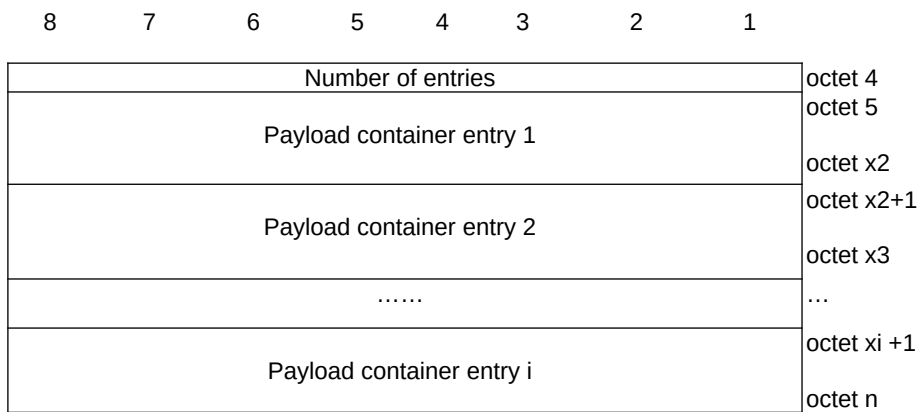 8 7 6 5 4 3 2 1
Number of entries octet 4
octet 5
Payload container entry 1
octet x2
octet x2+1
Payload container entry 2
octet x3
…… …
octet xi +1
Payload container entry i
octet n